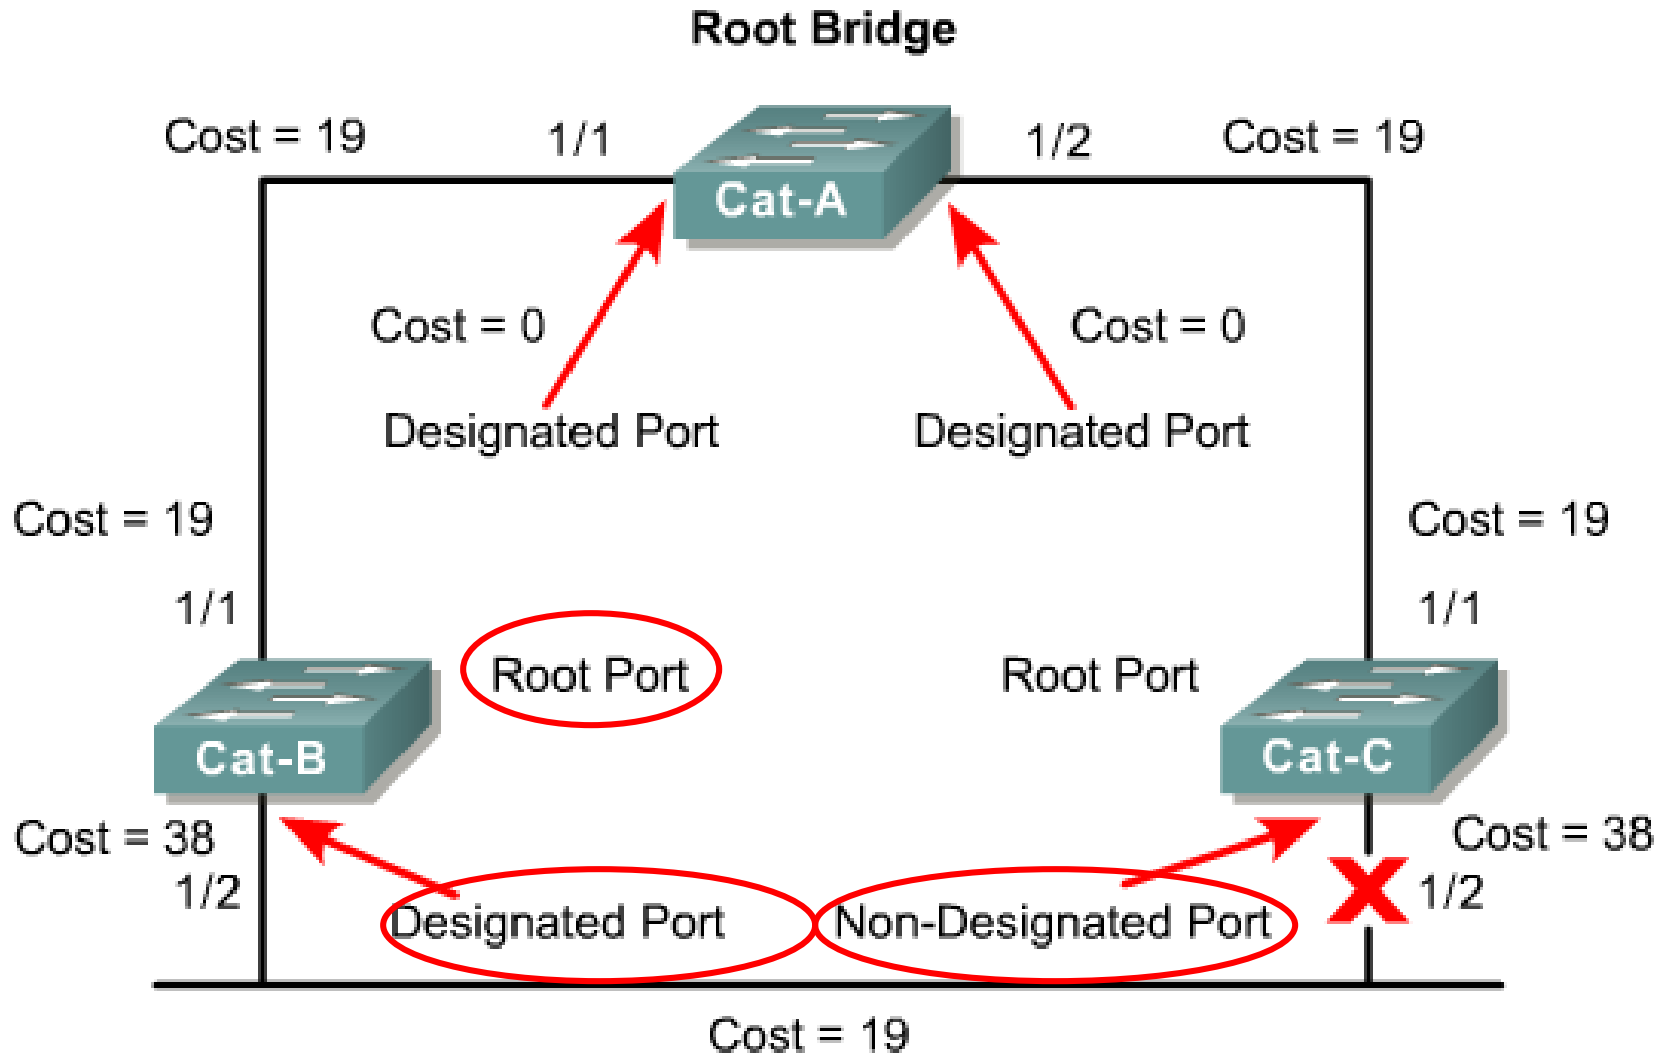 Root Bridge
Cost = 19
1/1
1/2
Cost = 19
Cat-A
Cost = 0
Cost = 0
Designated Port
Designated Port
Cost = 19
Cost = 19
1/1
1/1
Root Port
Root Port
Cat-B
Cat-C
Cost = 38
Cost = 38
1/2
1/2
Designated Port
Non-Designated Port
Cost = 19